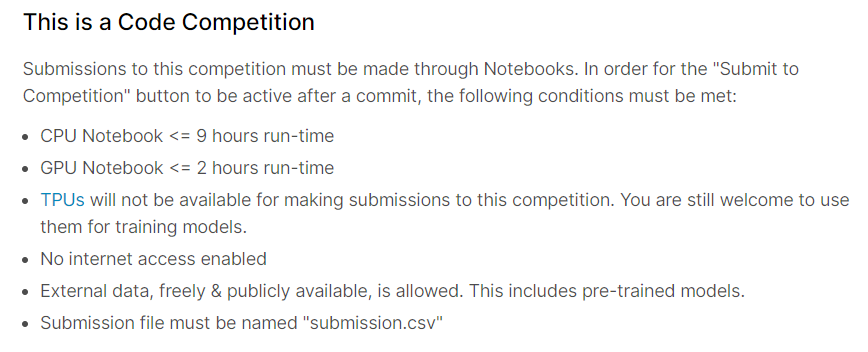 This is a Code Competition
Submissions to this competition must be made through Notebooks. In order for the "Submit to
Competition" button to be active after a commit, the following conditions must be met:
• CPU Notebook <= 9 hours run-time
• GPU Notebook <= 2 hours run-time
• TPUs will not be available for making submissions to this competition. You are still welcome to use
them for training models.
• No internet access enabled
• External data, freely & publicly available, is allowed. This includes pre-trained models.
• Submission file must be named "submission.csv"